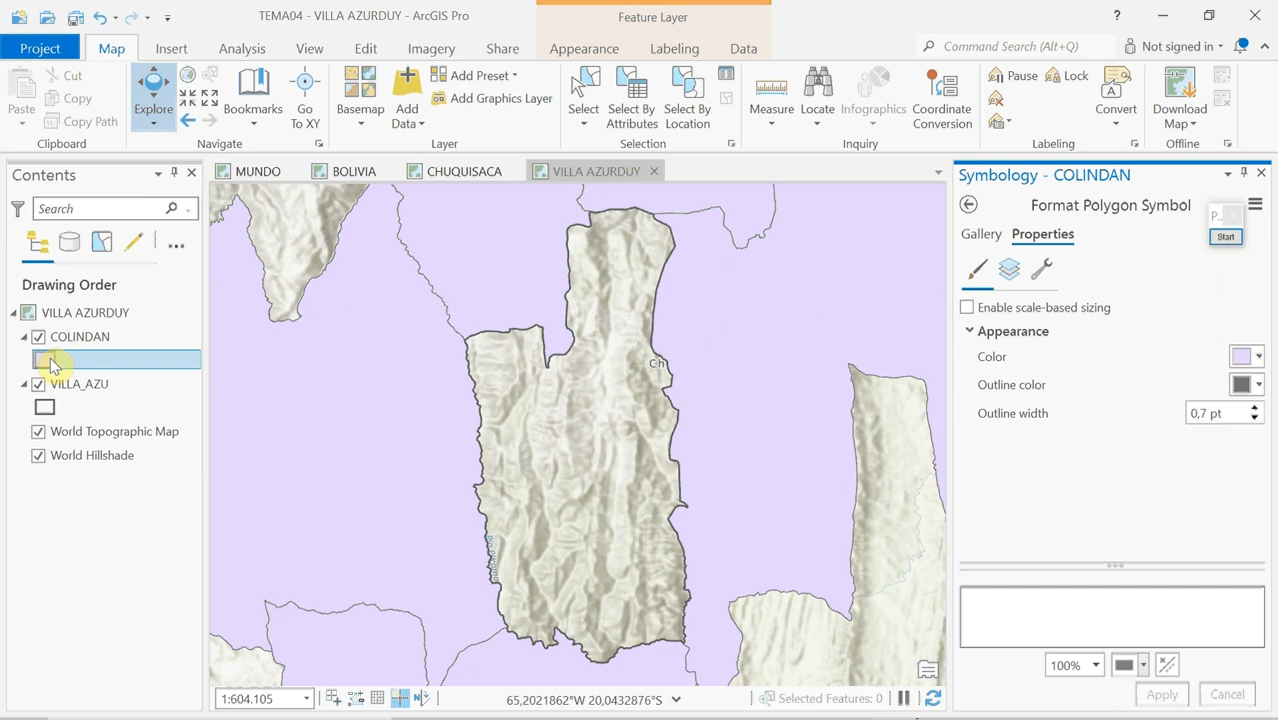 TEMA04 - VILLA AZURDUY - ArcGIS Pro
Feature Layer
?
Project
Map
Insert
Analysis
View
Edit
Imagery
Share
Appearance
Labeling
Data
Command Search (Alt+Q)
Not signed in
Paste
Cut
Copy
Copy Path
Clipboard
Explore
Bookmarks
Go
To XY
Navigate
Basemap
Add
Data
Add Preset
Add Graphics Layer
Layer
Select
Select By
Attributes
Select By
Location
Selection
Measure
Locate
Infographics
Coordinate
Conversion
Inquiry
Pause
Lock
Convert
Labeling
Download
Map
Offline
Contents
Search
Drawing Order
VILLA AZURDUY
COLINDAN
VILLA_AZU
World Topographic Map
World Hillshade
MUNDO
BOLIVIA
CHUQUISACA
VILLA AZURDUY
C h
1:604.105
65,2021862°W 20,0432876°S
Selected Features: 0
Symbology - COLINDAN
Format Polygon Symbol
P..
Start
Gallery
Properties
Enable scale-based sizing
Appearance
Color
Outline color
Outline width
0,7 pt
100%
Apply
Cancel